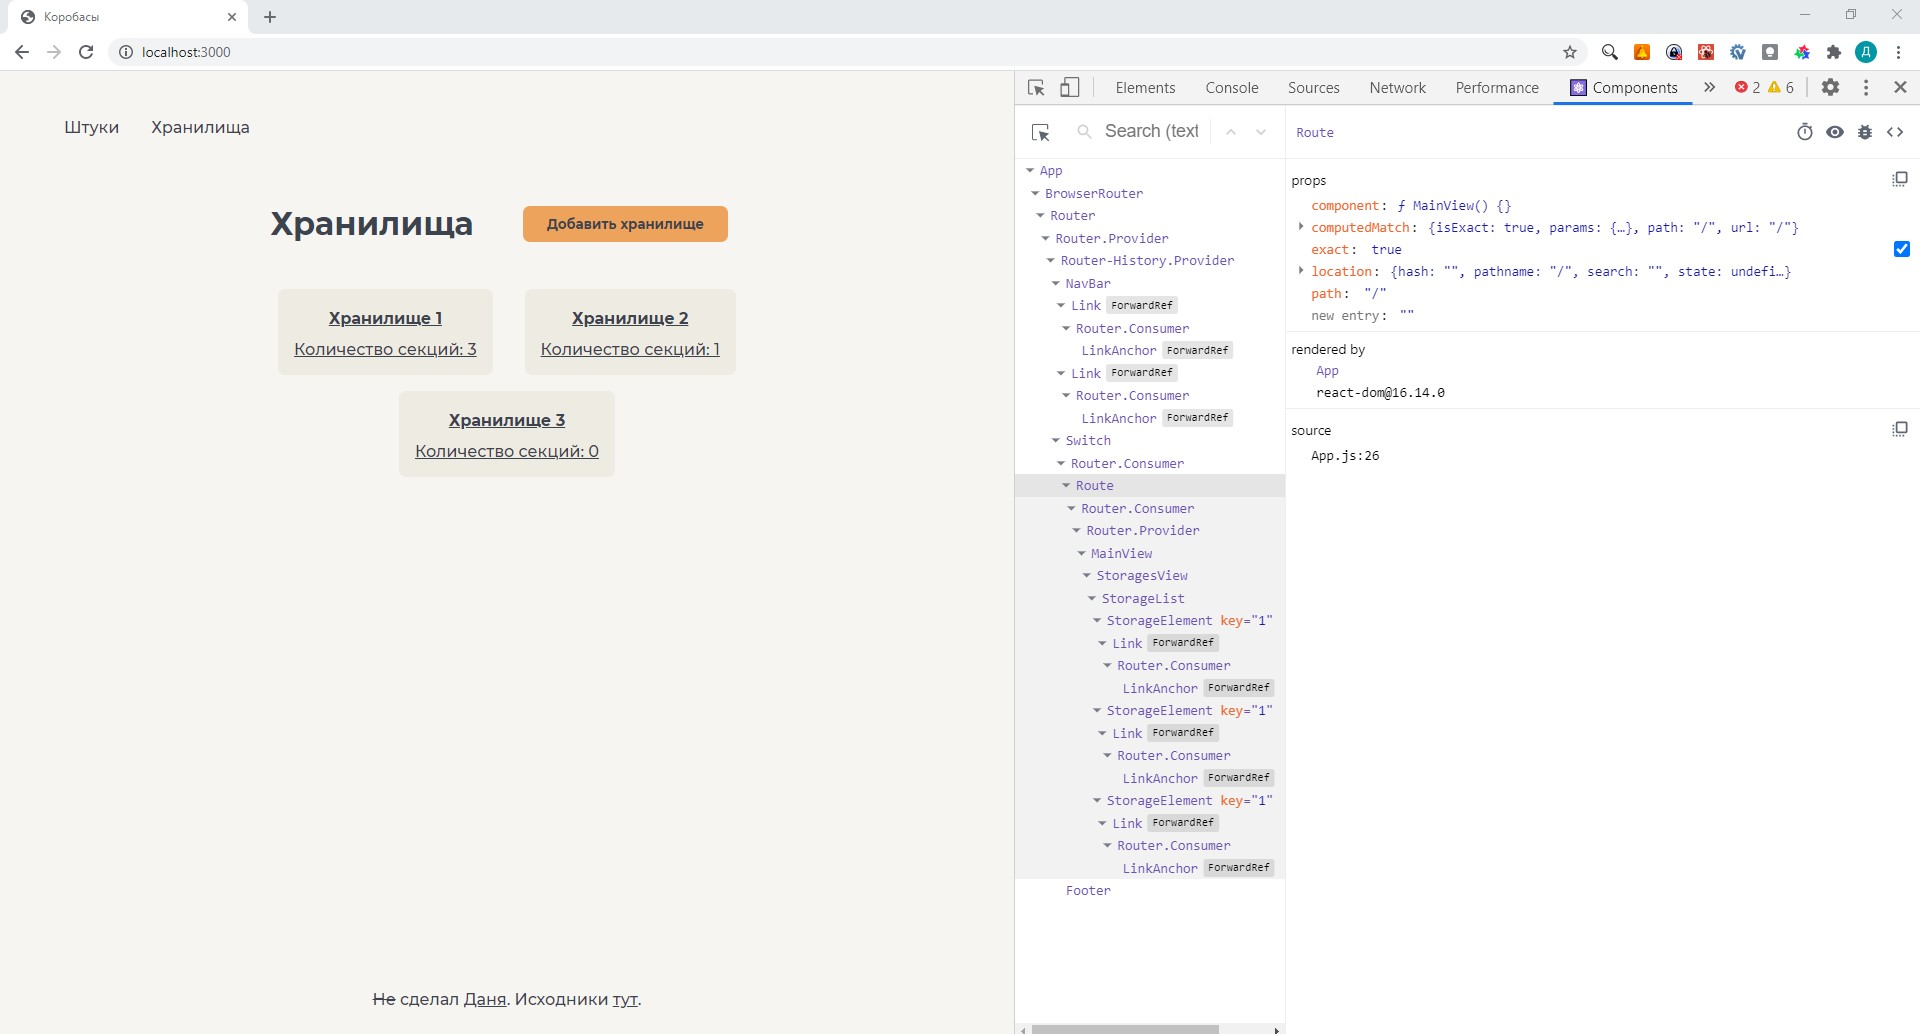 Коробасы
localhost:3000
Д
Штуки Хранилища
Хранилища
Добавить хранилище
Хранилище 1
Количество секций: 3
Хранилище 2
Количество секций: 1
Хранилище 3
Количество секций: 0
Не сделал Даня. Исходники тут.
Elements Console Sources Network Performance Components 2 6
Search (text
App
BrowserRouter
Router
Router.Provider
Router-History.Provider
NavBar
Link ForwardRef
Router.Consumer
LinkAnchor ForwardRef
Link ForwardRef
Router.Consumer
LinkAnchor ForwardRef
Switch
Router.Consumer
Route
Router.Consumer
Router.Provider
MainView
StoragesView
StorageList
StorageElement key="1"
Link ForwardRef
Router.Consumer
LinkAnchor ForwardRef
StorageElement key="1"
Link ForwardRef
Router.Consumer
LinkAnchor ForwardRef
StorageElement key="1"
Link ForwardRef
Router.Consumer
LinkAnchor ForwardRef
Footer
Route
props
component: ƒ MainView() {}
computedMatch: {isExact: true, params: {…}, path: "/", url: "/"}
exact: true
location: {hash: "", pathname: "/", search: "", state: undefi…}
path: "/"
new entry: ""
rendered by
App
react-dom@16.14.0
source
App.js:26